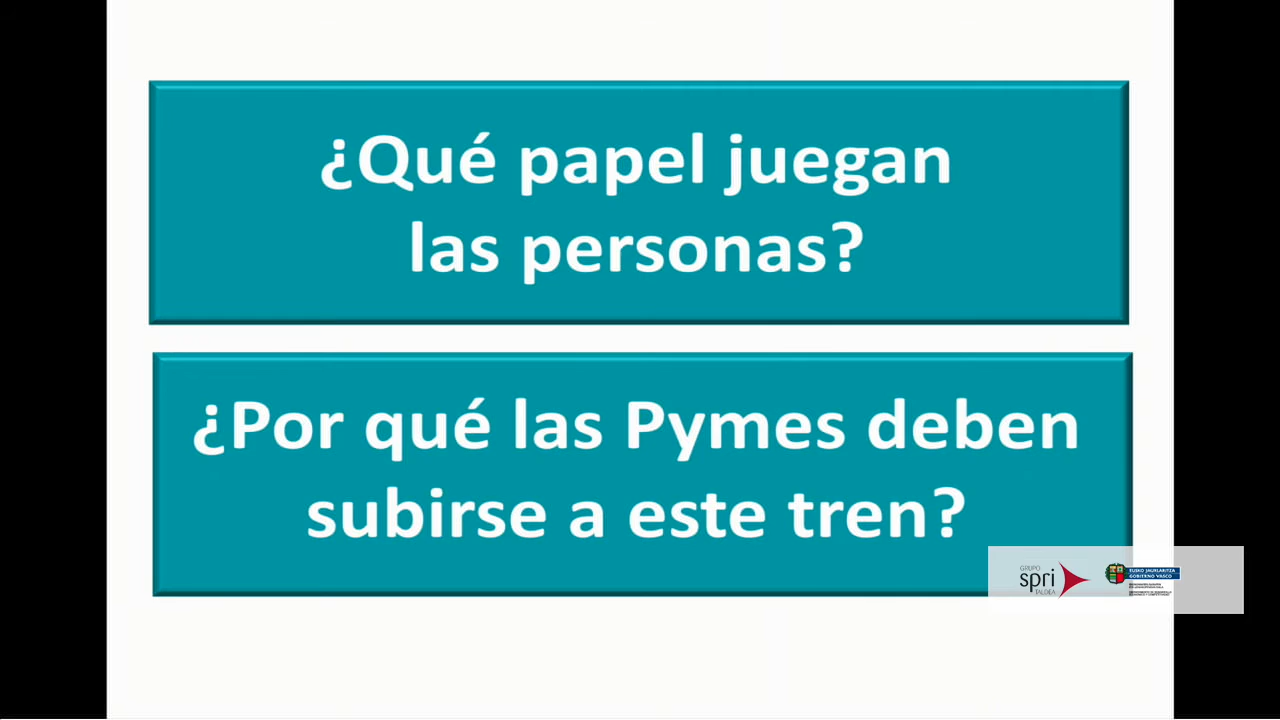 ¿Qué papel juegan
las personas?
¿Por qué las Pymes deben
subirse a este tren?
GRUPO
spri
TALDEA
EUSKO JAURLARITZA
GOBIERNO VASCO